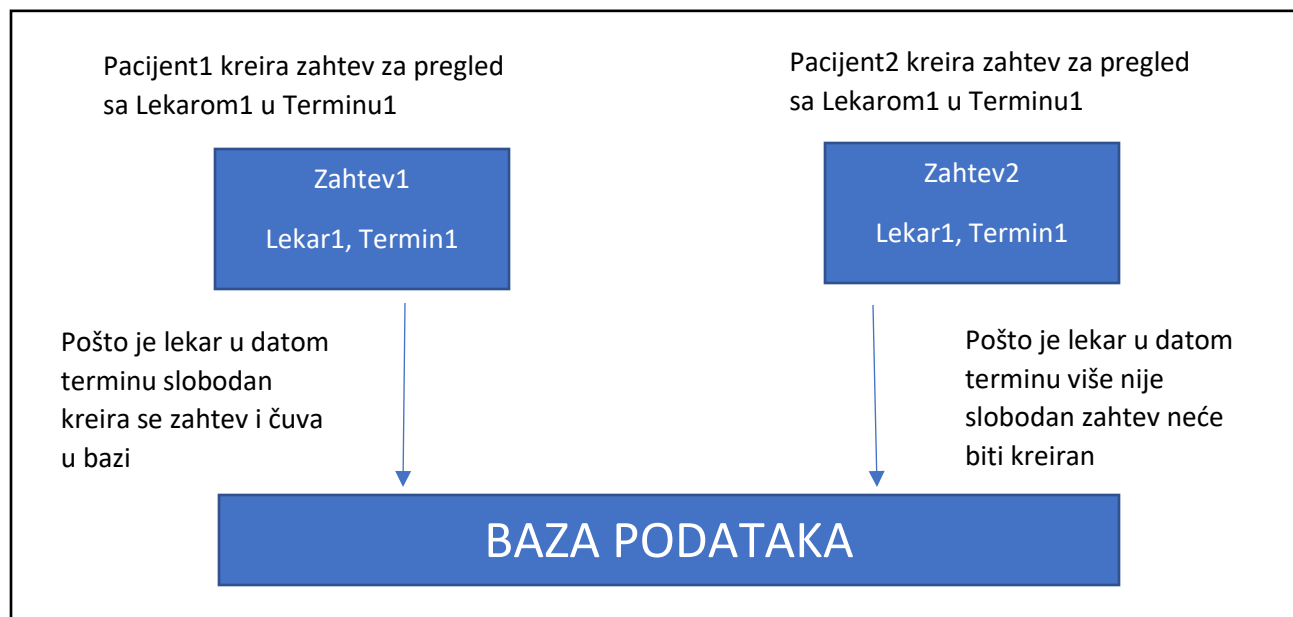 Pacijent1 kreira zahtev za pregled
sa Lekarom1 u Terminu1
Pacijent2 kreira zahtev za pregled
sa Lekarom1 u Terminu1
Zahtev1
Lekar1, Termin1
Zahtev2
Lekar1, Termin1
Pošto je lekar u datom
terminu slobodan
kreira se zahtev i čuva
u bazi
Pošto je lekar u datom
terminu više nije
slobodan zahtev neće
biti kreiran
BAZA PODATAKA